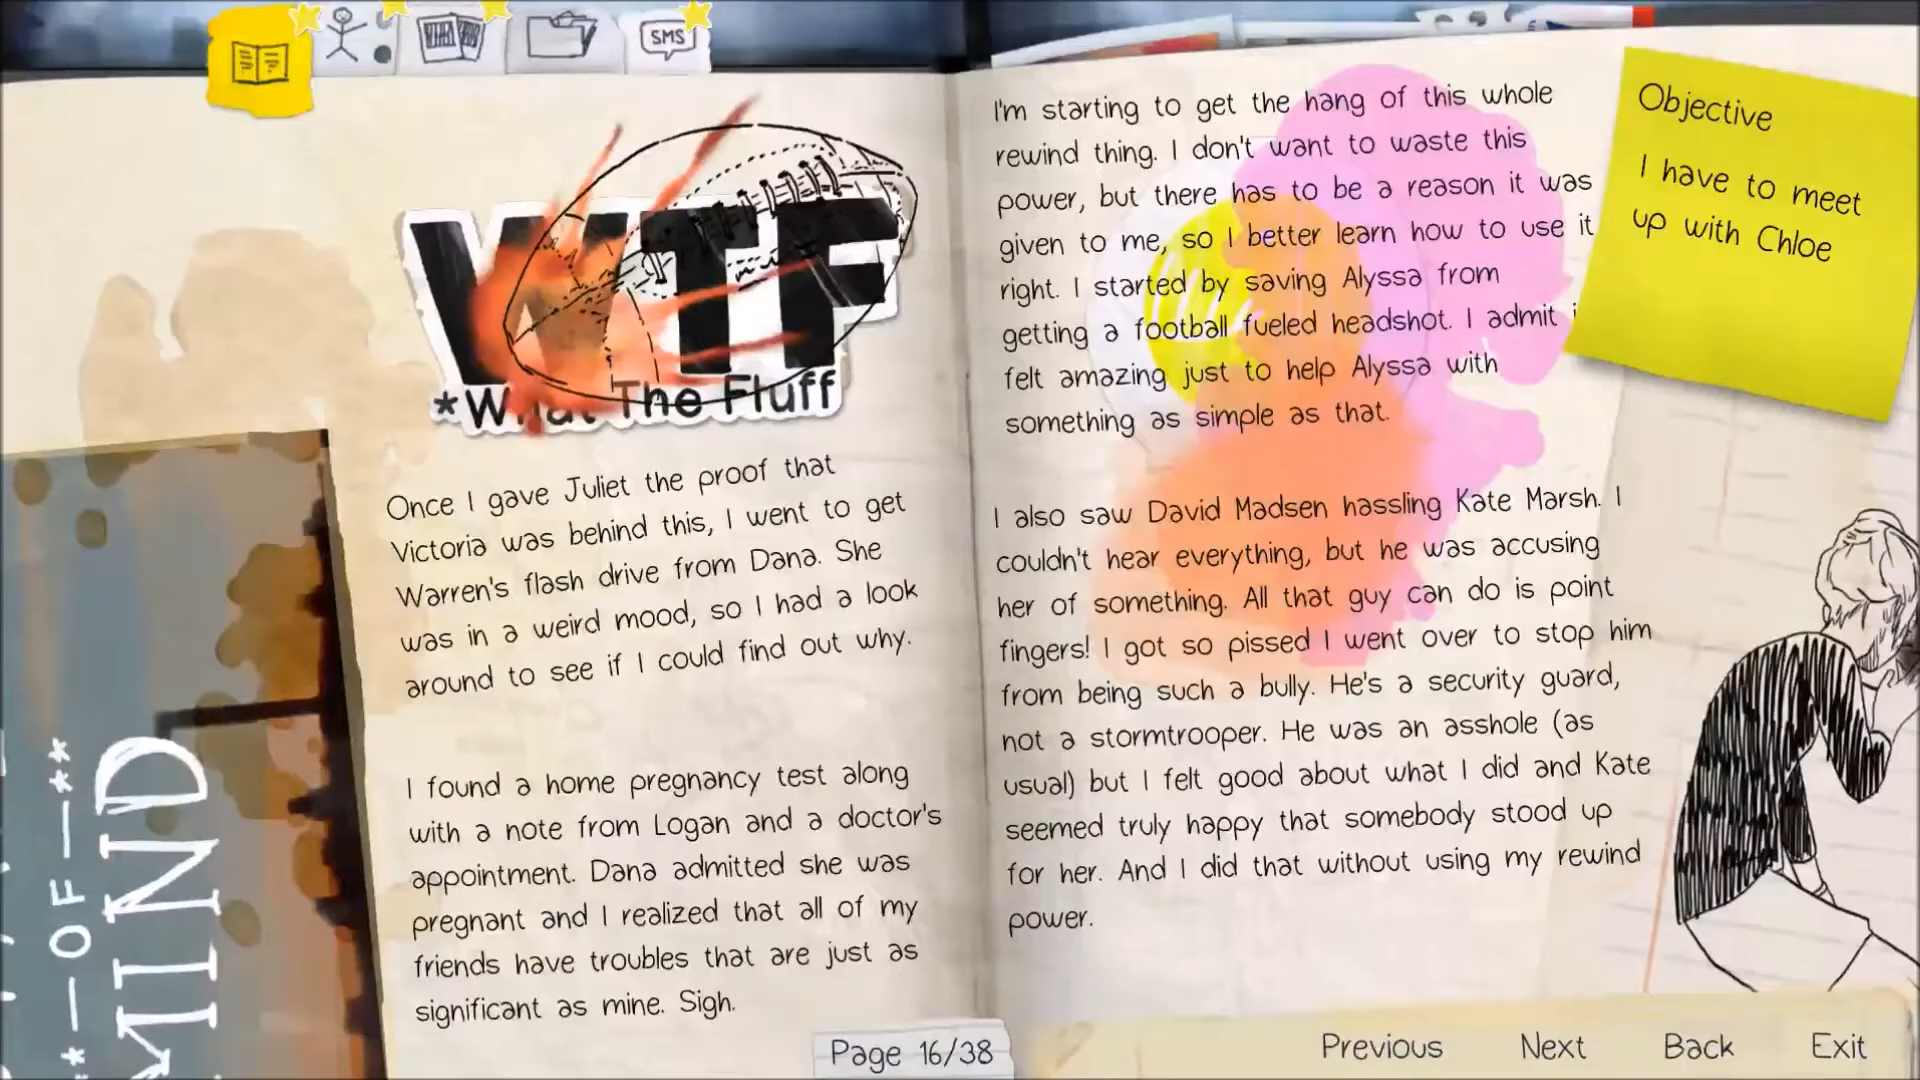 SMS
WTF
*What The Fluff
Once I gave Juliet the proof that
Victoria was behind this, I went to get
Warren's flash drive from Dana. She
was in a weird mood, so I had a look
around to see if I could find out why.
I found a home pregnancy test along
with a note from Logan and a doctor's
appointment. Dana admitted she was
pregnant and I realized that all of my
friends have troubles that are just as
significant as mine. Sigh.
*—OF—**
MIND
Page 16/38
I'm starting to get the hang of this whole
rewind thing. I don't want to waste this
power, but there has to be a reason it was
given to me, so I better learn how to use it
right. I started by saving Alyssa from
getting a football fueled headshot. I admit
felt amazing just to help Alyssa with
something as simple as that.
I also saw David Madsen hassling Kate Marsh. I
couldn't hear everything, but he was accusing
her of something. All that guy can do is point
fingers! I got so pissed I went over to stop him
from being such a bully. He's a security guard,
not a stormtrooper. He was an asshole (as
usual) but I felt good about what I did and Kate
seemed truly happy that somebody stood up
for her. And I did that without using my rewind
power.
Objective
I have to meet
up with Chloe
Previous Next Back Exit